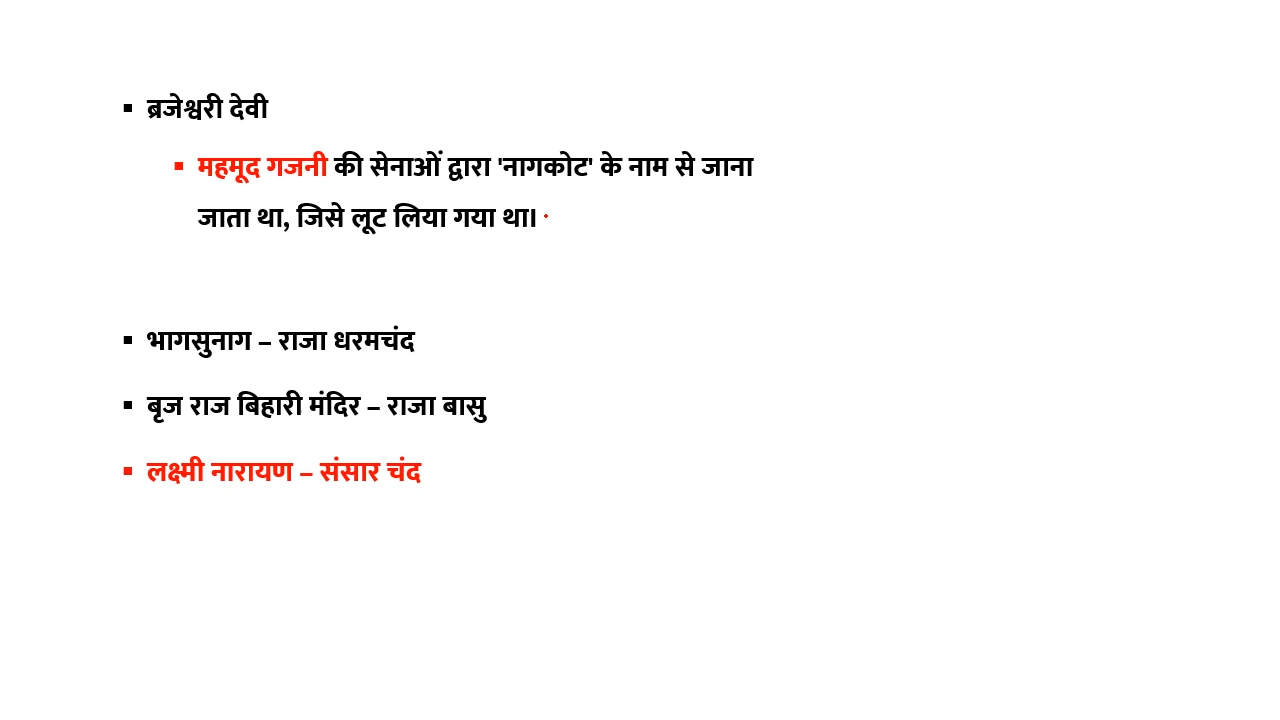 ▪ ब्रजेश्वरी देवी
▪ महमूद गजनी की सेनाओं द्वारा 'नागकोट' के नाम से जाना
जाता था, जिसे लूट लिया गया था।
▪ भागसुनाग – राजा धरमचंद
▪ बृज राज बिहारी मंदिर – राजा बासु
▪ लक्ष्मी नारायण – संसार चंद